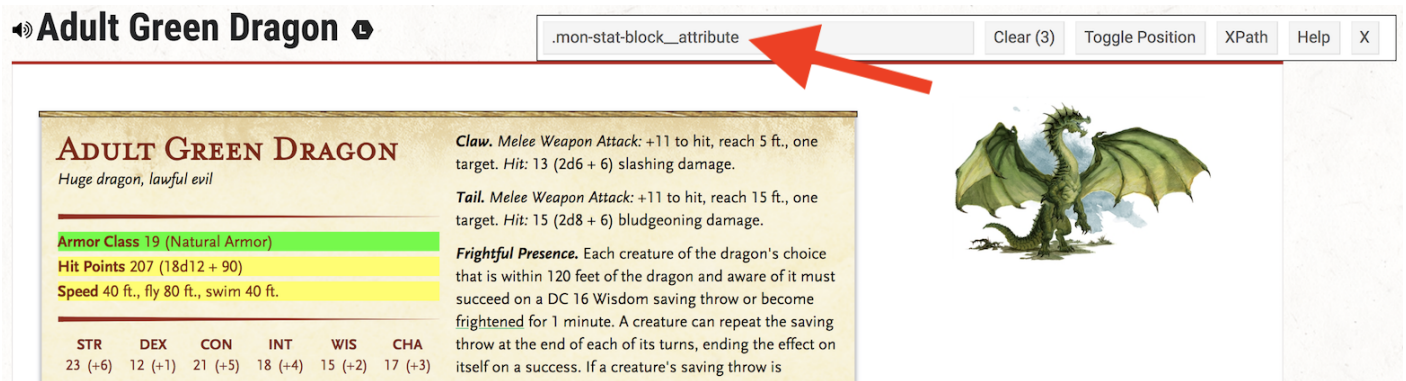 Adult Green Dragon L
.mon-stat-block__attribute
Clear (3)
Toggle Position
XPath
Help
X
ADULT GREEN DRAGON
Huge dragon, lawful evil
Armor Class 19 (Natural Armor)
Hit Points 207 (18d12 + 90)
Speed 40 ft., fly 80 ft., swim 40 ft.
STR DEX CON INT WIS CHA
23 (+6) 12 (+1) 21 (+5) 18 (+4) 15 (+2) 17 (+3)
Claw. Melee Weapon Attack: +11 to hit, reach 5 ft., one
target. Hit: 13 (2d6 + 6) slashing damage.
Tail. Melee Weapon Attack: +11 to hit, reach 15 ft., one
target. Hit: 15 (2d8 + 6) bludgeoning damage.
Frightful Presence. Each creature of the dragon's choice
that is within 120 feet of the dragon and aware of it must
succeed on a DC 16 Wisdom saving throw or become
frightened for 1 minute. A creature can repeat the saving
throw at the end of each of its turns, ending the effect on
itself on a success. If a creature's saving throw is